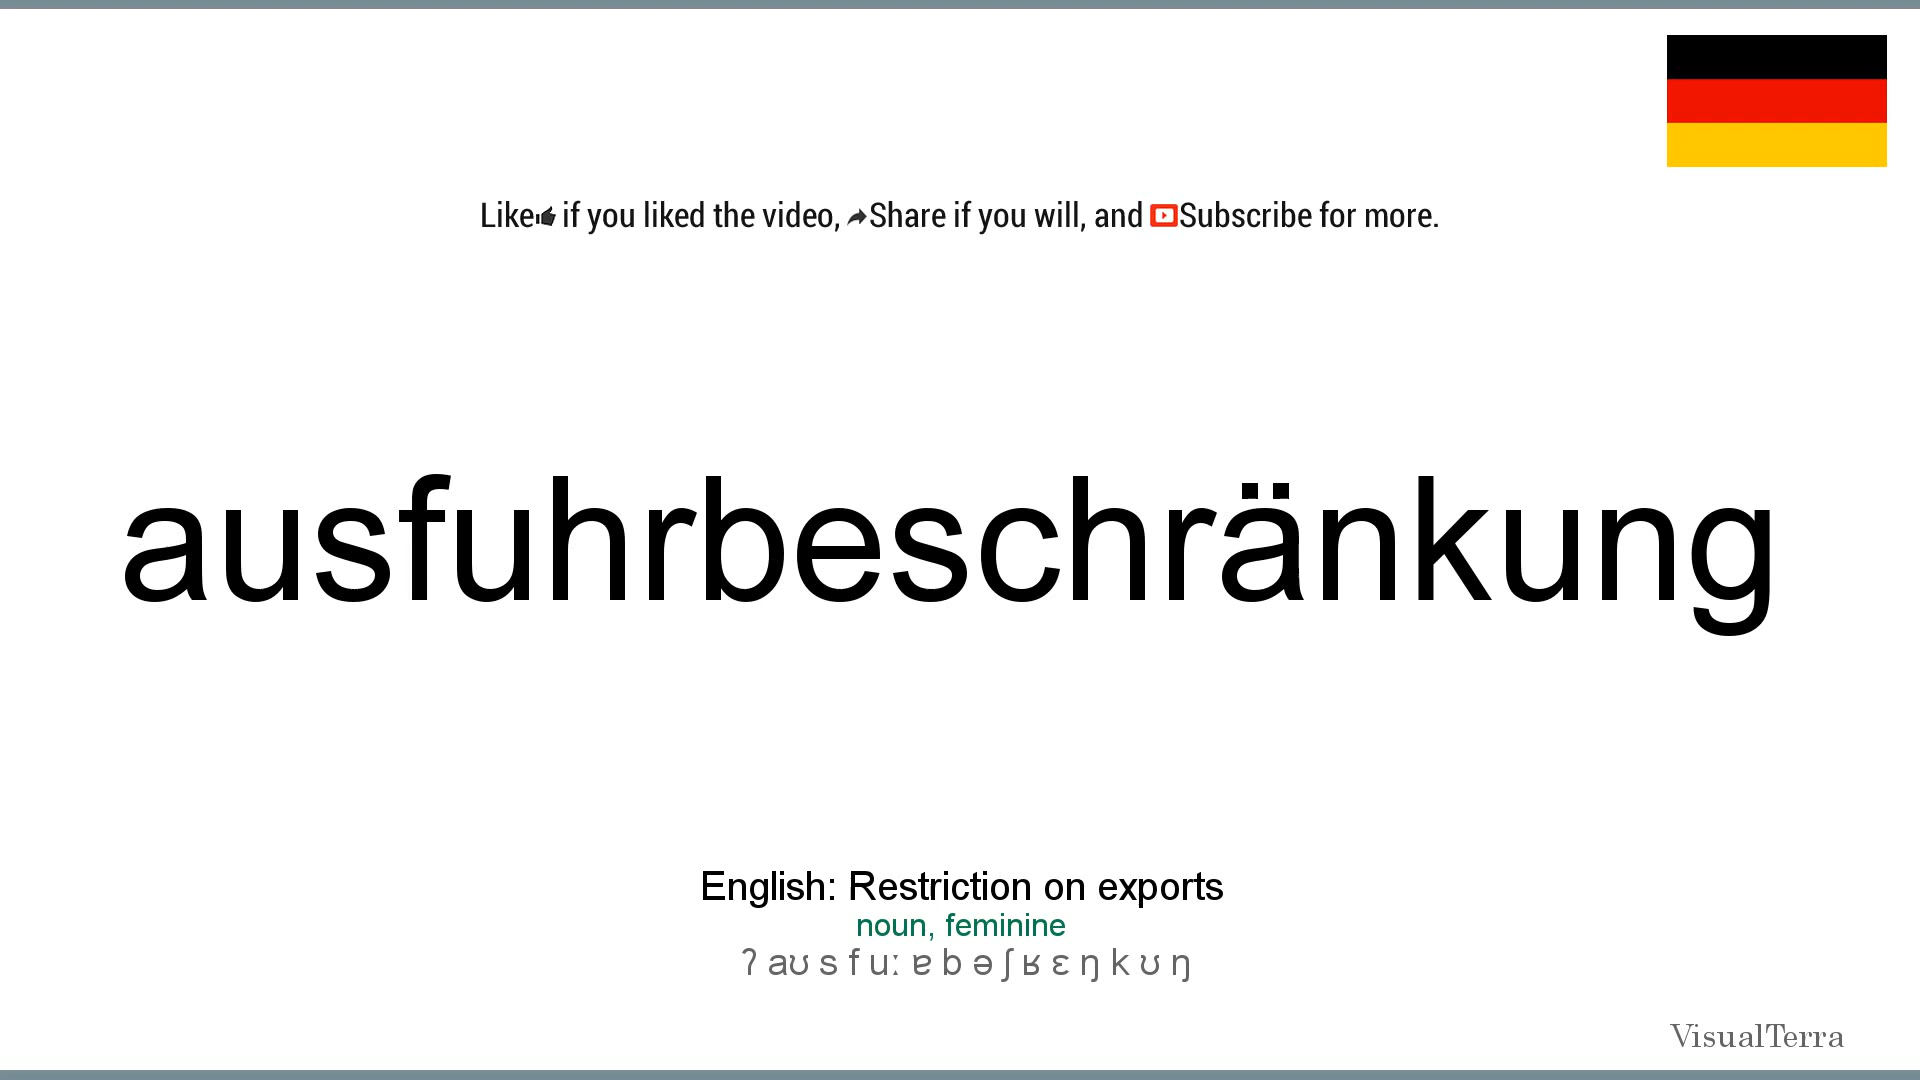 Like👍 if you liked the video, Share if you will, and Subscribe for more.
ausfuhrbeschränkung
English: Restriction on exports
noun, feminine
ʔ aʊ s f uː ɐ b ə ʃ ʁ ɛ ŋ k ʊ ŋ
VisualTerra